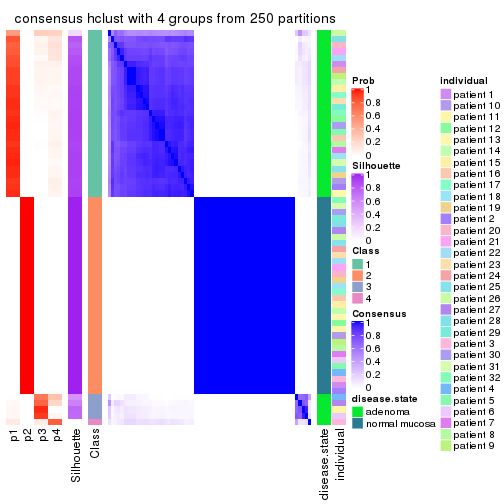 consensus hclust with 4 groups from 250 partitions
Prob
1
0.8
0.6
0.4
0.2
0
Silhouette
1
0.8
0.6
0.4
0.2
0
Class
1
2
3
4
Consensus
1
0.8
0.6
0.4
0.2
0
disease.state
adenoma
normal mucosa
individual
patient 1
patient 10
patient 11
patient 12
patient 13
patient 14
patient 15
patient 16
patient 17
patient 18
patient 19
patient 2
patient 20
patient 21
patient 22
patient 23
patient 24
patient 25
patient 26
patient 27
patient 28
patient 29
patient 3
patient 30
patient 31
patient 32
patient 4
patient 5
patient 6
patient 7
patient 8
patient 9
p1
p2
p3
p4
Silhouette
Class
disease.state
individual